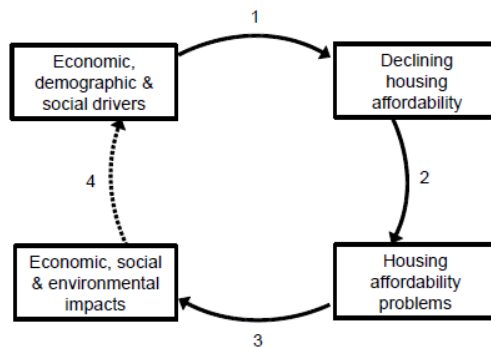 1
Economic,
demographic &
social drivers
Declining
housing
affordability
4
2
Economic, social
& environmental
impacts
Housing
affordability
problems
3